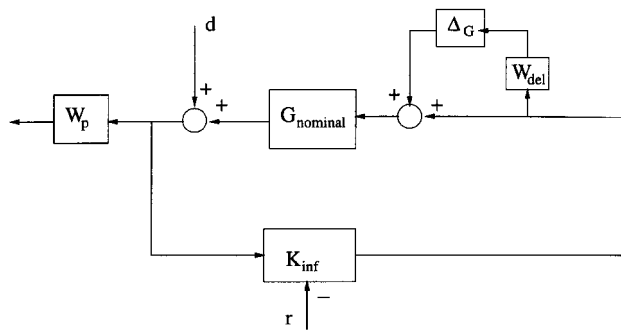 d
Δ_G
+
+
+
+
W_p
G_nominal
W_del
K_inf
−
r